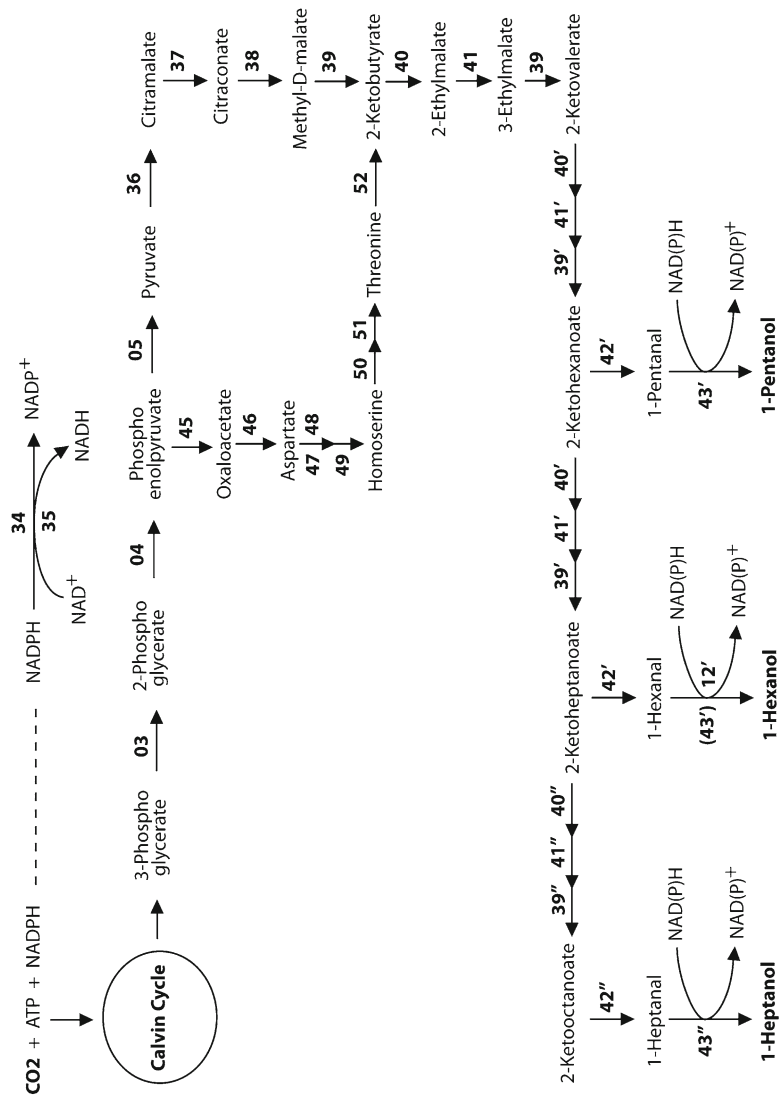 CO2 + ATP + NADPH
NADPH
34
35
NADP+
NAD+
NADH
Calvin Cycle
3-Phospho
glycerate
03
2-Phospho
glycerate
04
Phospho
enolpyruvate
05
Pyruvate
36
Citramalate
37
Citraconate
38
Methyl-D-malate
39
2-Ketobutyrate
40
2-Ethylmalate
41
3-Ethylmalate
39
2-Ketovalerate
45
Oxaloacetate
46
Aspartate
47
48
49
Homoserine
50
51
Threonine
52
40′
41′
39′
2-Ketohexanoate
42′
1-Pentanal
NAD(P)H
43′
NAD(P)+
1-Pentanol
40′
41′
39′
2-Ketoheptanoate
42′
1-Hexanal
NAD(P)H
(43′)
12′
NAD(P)+
1-Hexanol
40″
41″
39″
2-Ketooctanoate
42″
1-Heptanal
NAD(P)H
43″
NAD(P)+
1-Heptanol